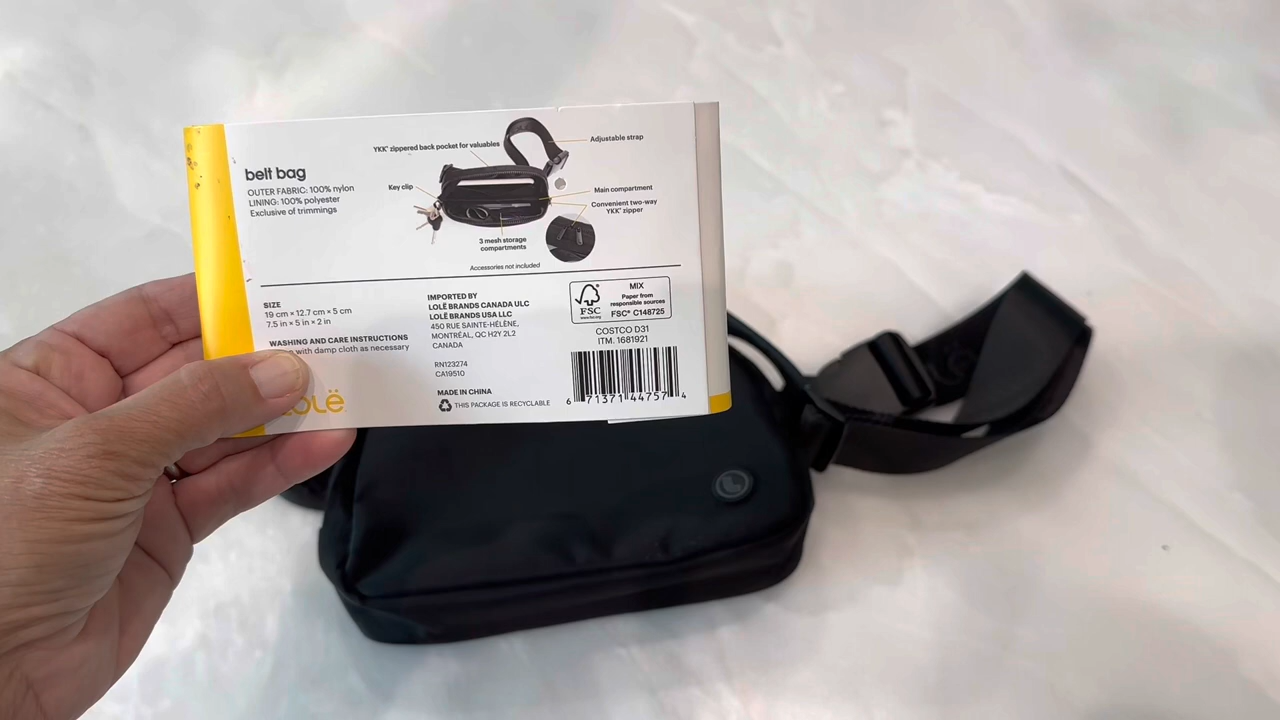 belt bag
OUTER FABRIC: 100% nylon
LINING: 100% polyester
Exclusive of trimmings
YKK® zippered back pocket for valuables
Adjustable strap
Key clip
Main compartment
Convenient two-way
YKK® zipper
3 mesh storage
compartments
Accessories not included
SIZE
19 cm × 12.7 cm × 5 cm
7.5 in × 5 in × 2 in
WASHING AND CARE INSTRUCTIONS
with damp cloth as necessary
lolë
IMPORTED BY
LOLË BRANDS CANADA ULC
LOLË BRANDS USA LLC
450 RUE SAINTE-HÉLÈNE,
MONTRÉAL, QC H2Y 2L2
CANADA
RN123274
CA19510
MADE IN CHINA
THIS PACKAGE IS RECYCLABLE
FSC
www.fsc.org
MIX
Paper from
responsible sources
FSC® C148725
COSTCO D31
ITM. 1681921
6 71371 44757 4